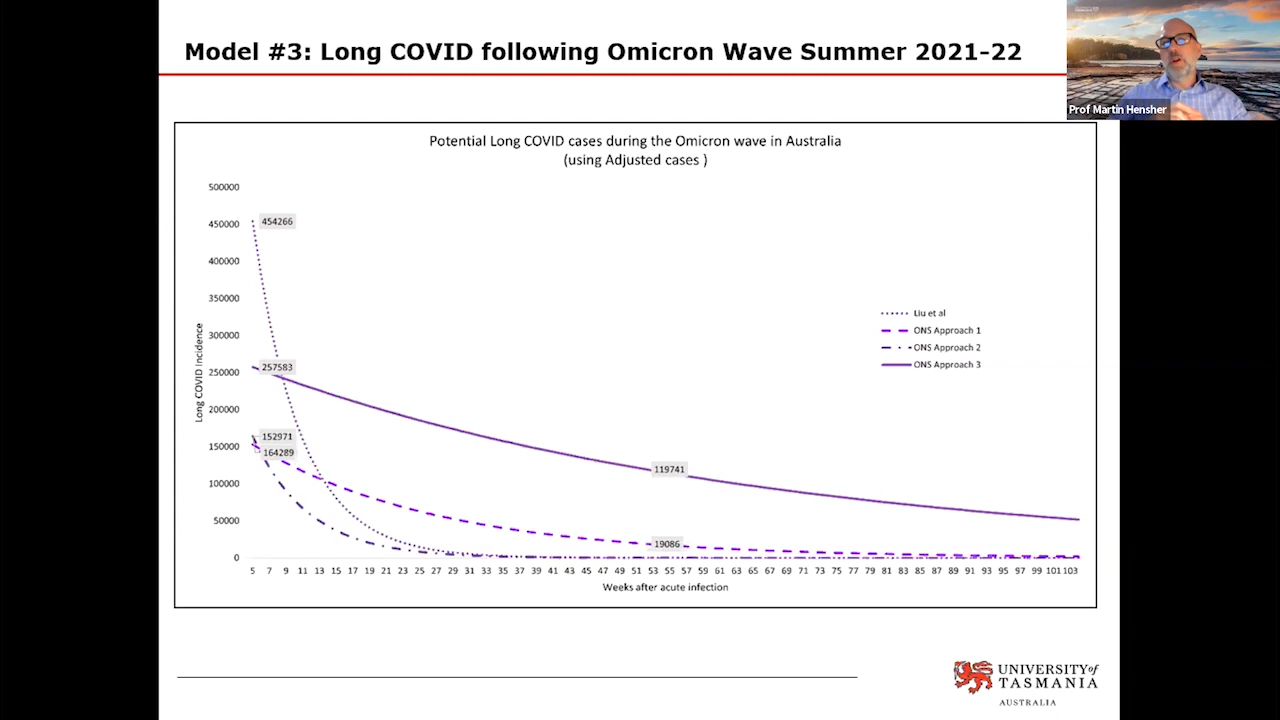 Model #3: Long COVID following Omicron Wave Summer 2021-22
Prof Martin Hensher
Potential Long COVID cases during the Omicron wave in Australia
(using Adjusted cases )
500000
450000
400000
350000
300000
250000
200000
150000
100000
50000
0
Long COVID Incidence
454266
257583
152971
164289
119741
19086
Liu et al
ONS Approach 1
ONS Approach 2
ONS Approach 3
5 7 9 11 13 15 17 19 21 23 25 27 29 31 33 35 37 39 41 43 45 47 49 51 53 55 57 59 61 63 65 67 69 71 73 75 77 79 81 83 85 87 89 91 93 95 97 99 101 103
Weeks after acute infection
UNIVERSITY of
TASMANIA
AUSTRALIA